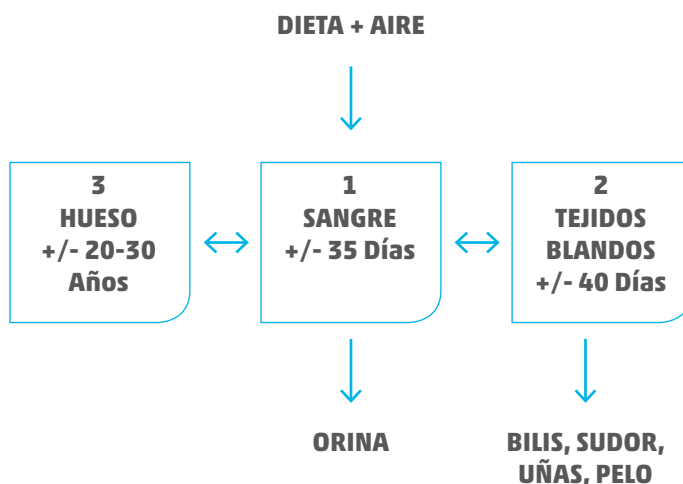 DIETA + AIRE
3
HUESO
+/- 20-30
Años
1
SANGRE
+/- 35 Días
2
TEJIDOS
BLANDOS
+/- 40 Días
ORINA
BILIS, SUDOR,
UÑAS, PELO